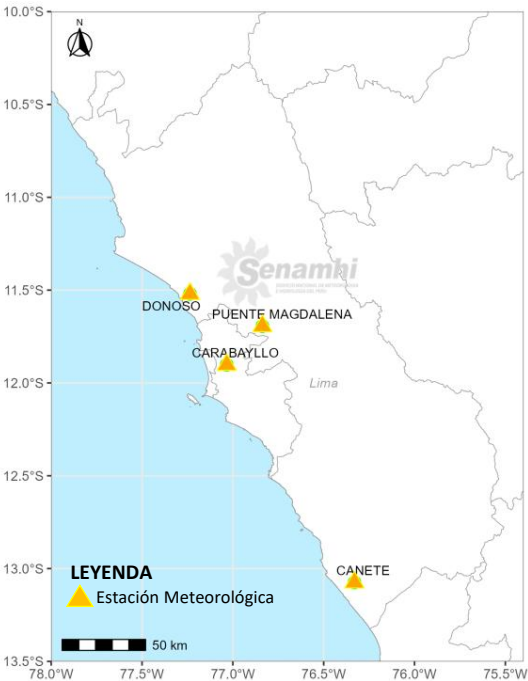 10.0°S
N
10.5°S
11.0°S
Senamhi
11.5°S
DONOSO
PUENTE MAGDALENA
CARABAYLLO
12.0°S
Lima
12.5°S
CANETE
13.0°S
LEYENDA
Estación Meteorológica
50 km
13.5°S
78.0°W 77.5°W 77.0°W 76.5°W 76.0°W 75.5°W